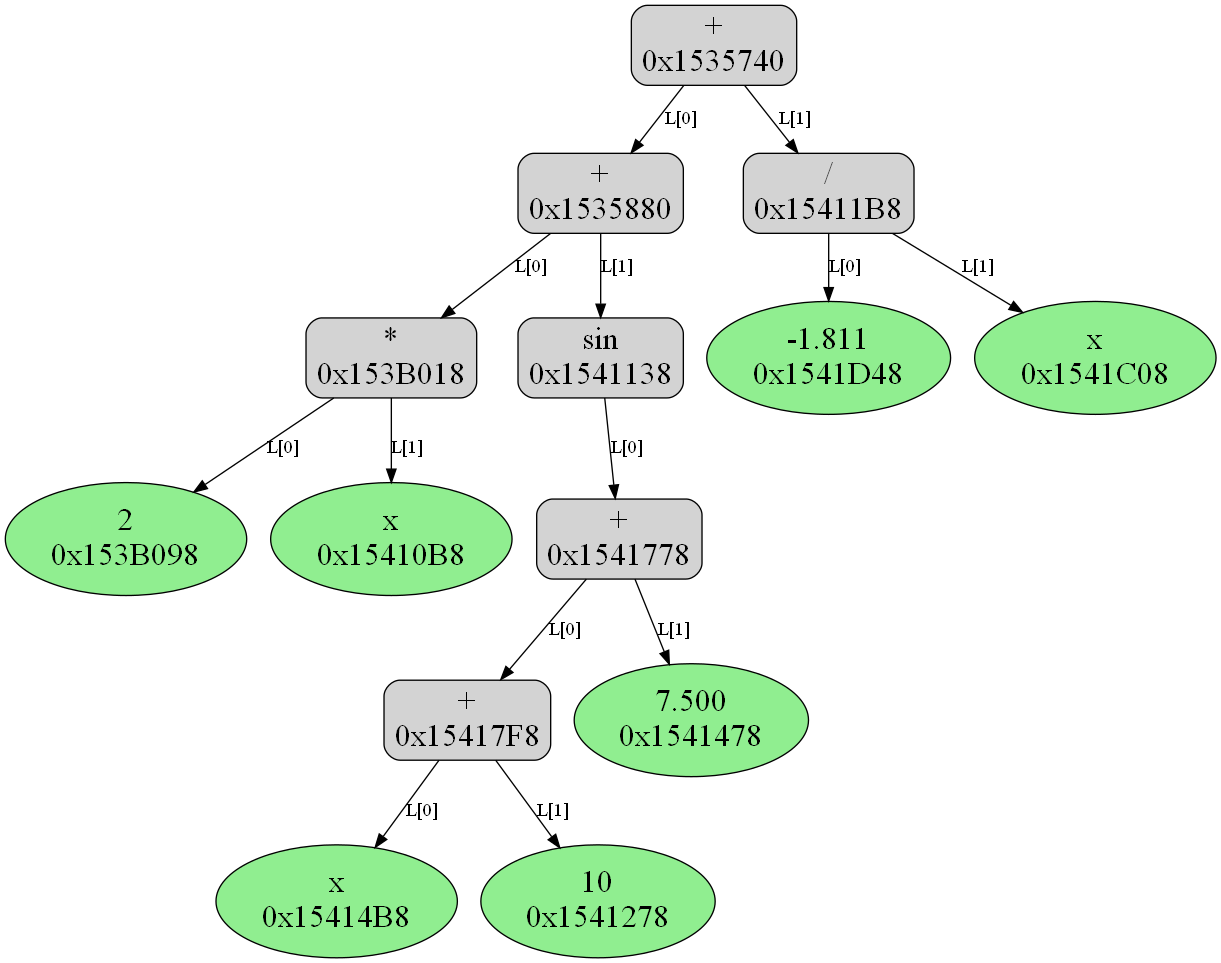 +
0x1535740
L[0]
L[1]
+
0x1535880
/
0x15411B8
L[0]
L[1]
L[0]
L[1]
*
0x153B018
sin
0x1541138
-1.811
0x1541D48
x
0x1541C08
L[0]
L[1]
L[0]
2
0x153B098
x
0x15410B8
+
0x1541778
L[0]
L[1]
+
0x15417F8
7.500
0x1541478
L[0]
L[1]
x
0x15414B8
10
0x1541278